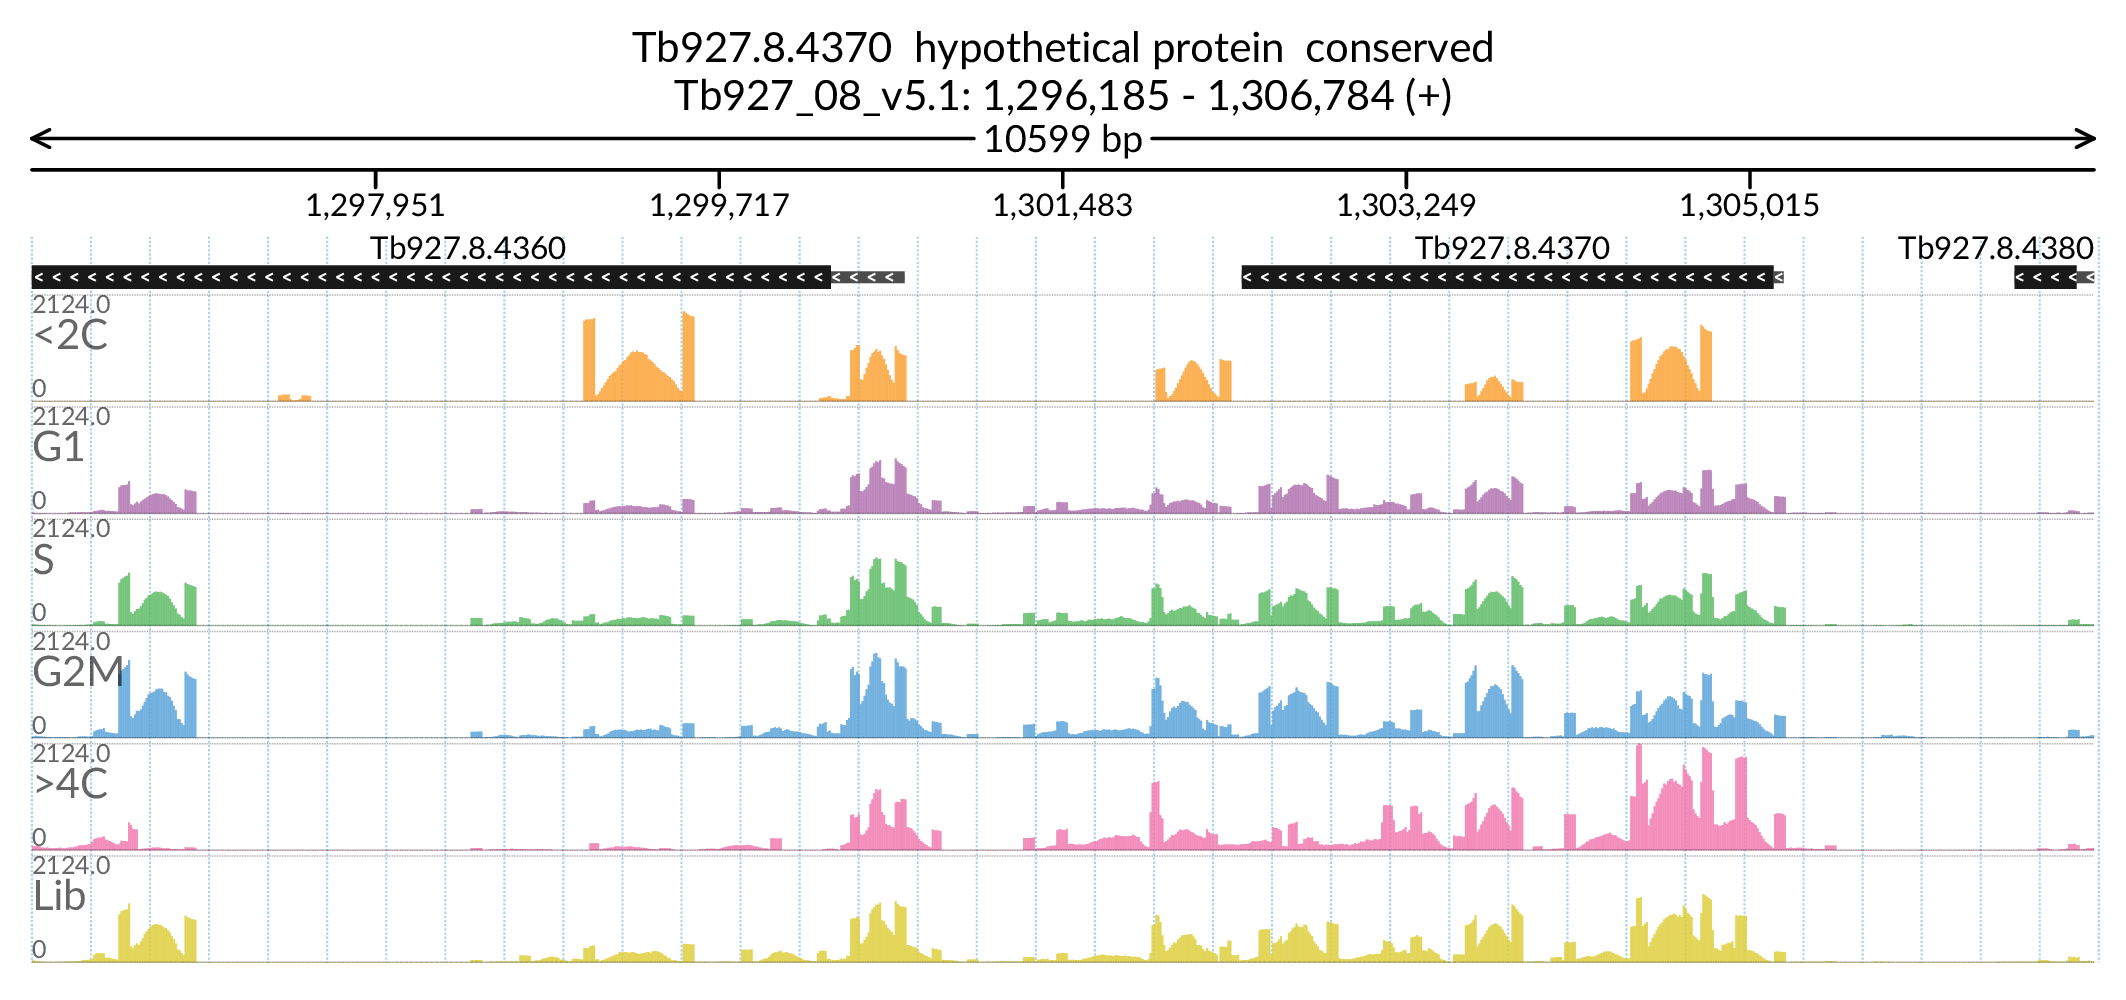 Tb927.8.4370  hypothetical protein  conserved
Tb927_08_v5.1: 1,296,185 - 1,306,784 (+)
10599 bp
1,297,951 1,299,717 1,301,483 1,303,249 1,305,015
Tb927.8.4360 Tb927.8.4370 Tb927.8.4380
2124.0
<2C
0
2124.0
G1
0
2124.0
S
0
2124.0
G2M
0
2124.0
>4C
0
2124.0
Lib
0